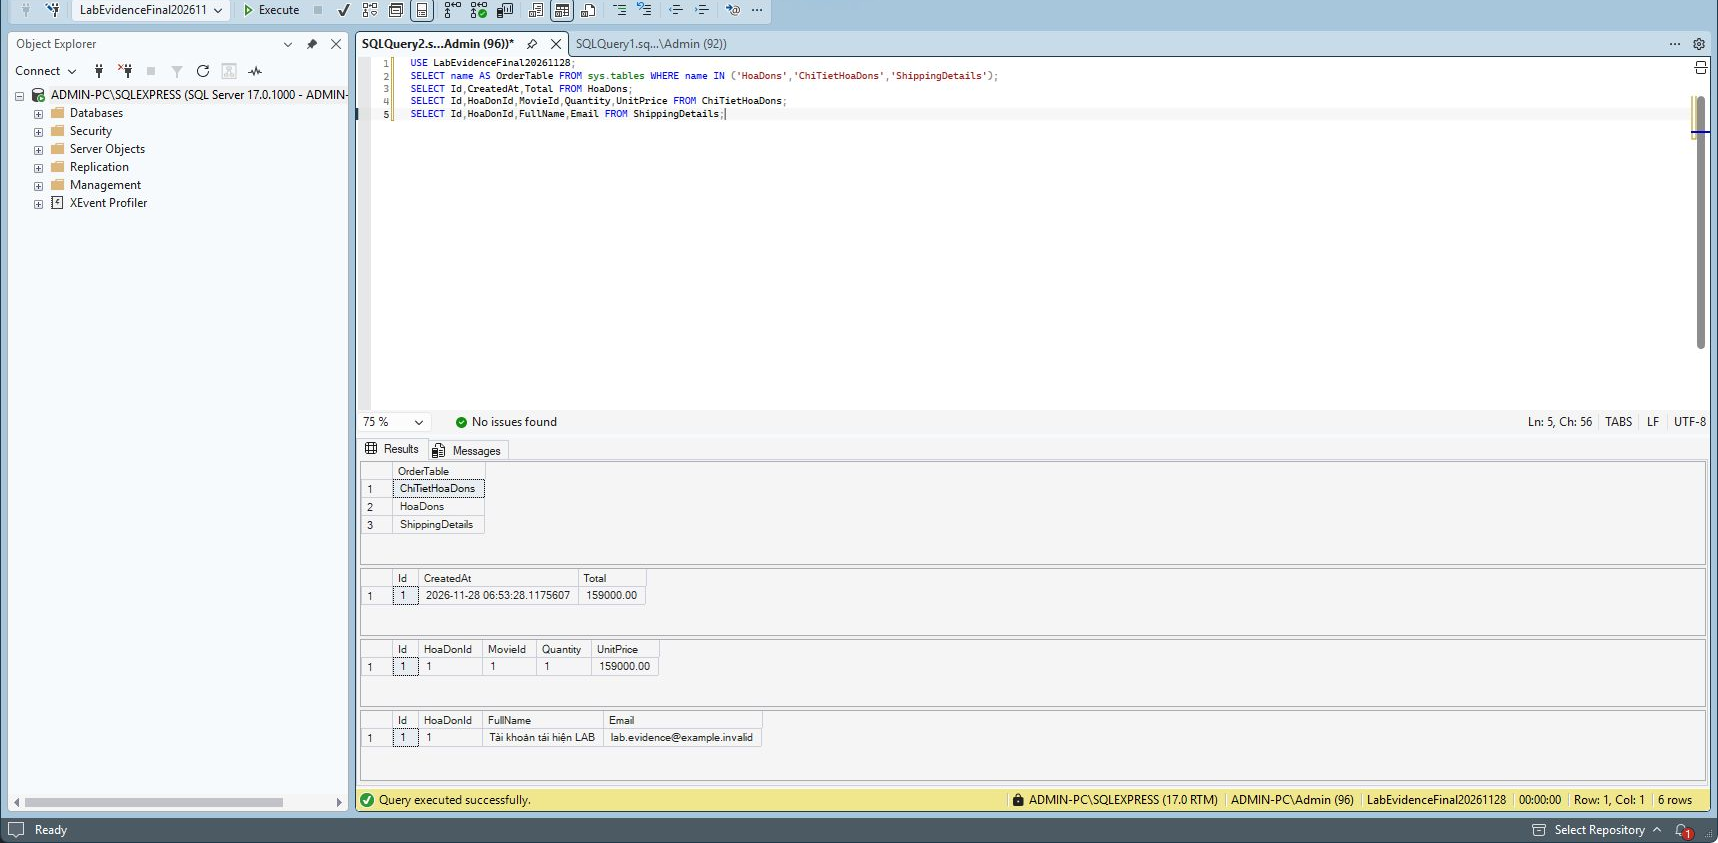 LabEvidenceFinal202611
Execute
Object Explorer
Connect
ADMIN-PC\SQLEXPRESS (SQL Server 17.0.1000 - ADMIN-
Databases
Security
Server Objects
Replication
Management
XEvent Profiler
SQLQuery2.s...Admin (96))*
SQLQuery1.sq...\Admin (92))
1 USE LabEvidenceFinal20261128;
2 SELECT name AS OrderTable FROM sys.tables WHERE name IN ('HoaDons','ChiTietHoaDons','ShippingDetails');
3 SELECT Id,CreatedAt,Total FROM HoaDons;
4 SELECT Id,HoaDonId,MovieId,Quantity,UnitPrice FROM ChiTietHoaDons;
5 SELECT Id,HoaDonId,FullName,Email FROM ShippingDetails;
75 %
No issues found
Ln: 5, Ch: 56 TABS LF UTF-8
Results Messages
OrderTable
1 ChiTietHoaDons
2 HoaDons
3 ShippingDetails
Id CreatedAt Total
1 1 2026-11-28 06:53:28.1175607 159000.00
Id HoaDonId MovieId Quantity UnitPrice
1 1 1 1 1 159000.00
Id HoaDonId FullName Email
1 1 1 Tài khoản tái hiện LAB lab.evidence@example.invalid
Query executed successfully.
ADMIN-PC\SQLEXPRESS (17.0 RTM) ADMIN-PC\Admin (96) LabEvidenceFinal20261128 00:00:00 Row: 1, Col: 1 6 rows
Ready
Select Repository
1